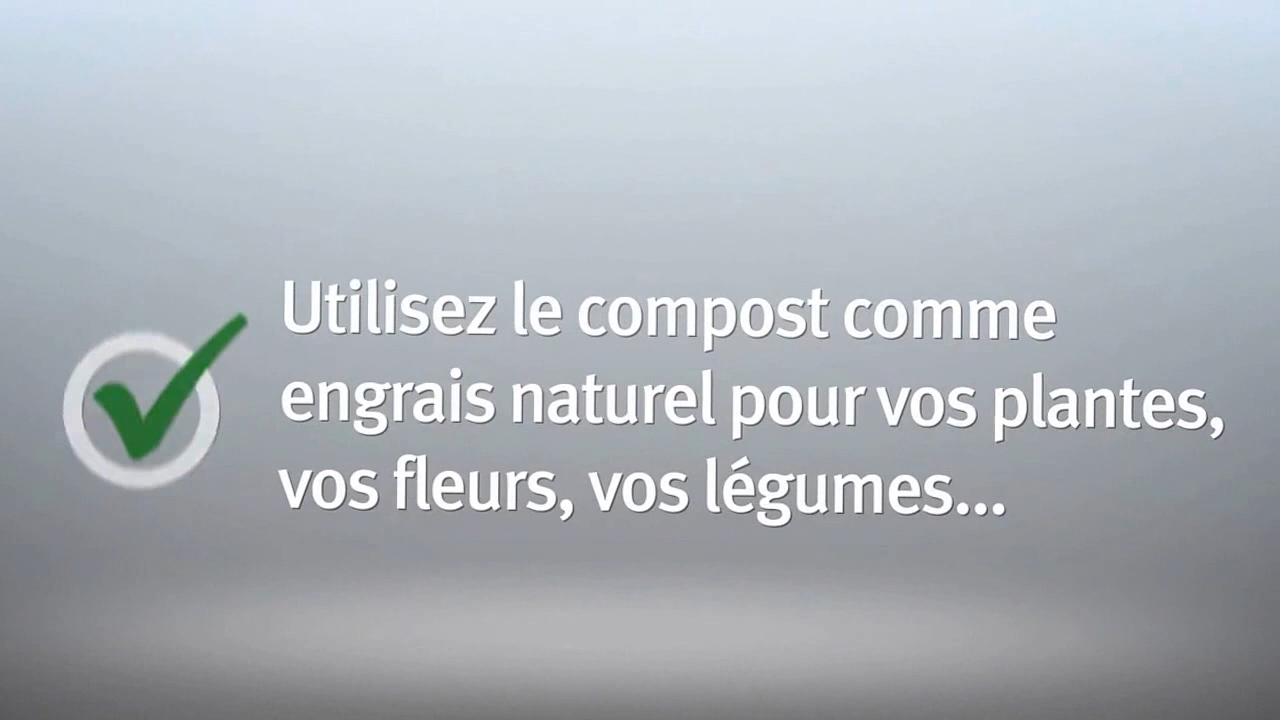 Utilisez le compost comme
engrais naturel pour vos plantes,
vos fleurs, vos légumes...